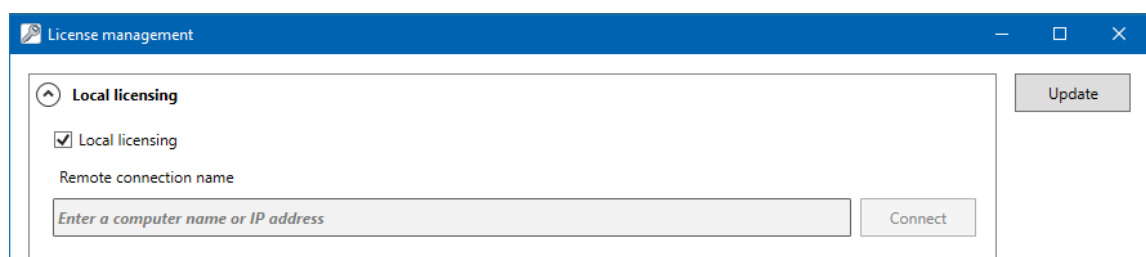 License management
Local licensing
Update
Local licensing
Remote connection name
Enter a computer name or IP address
Connect